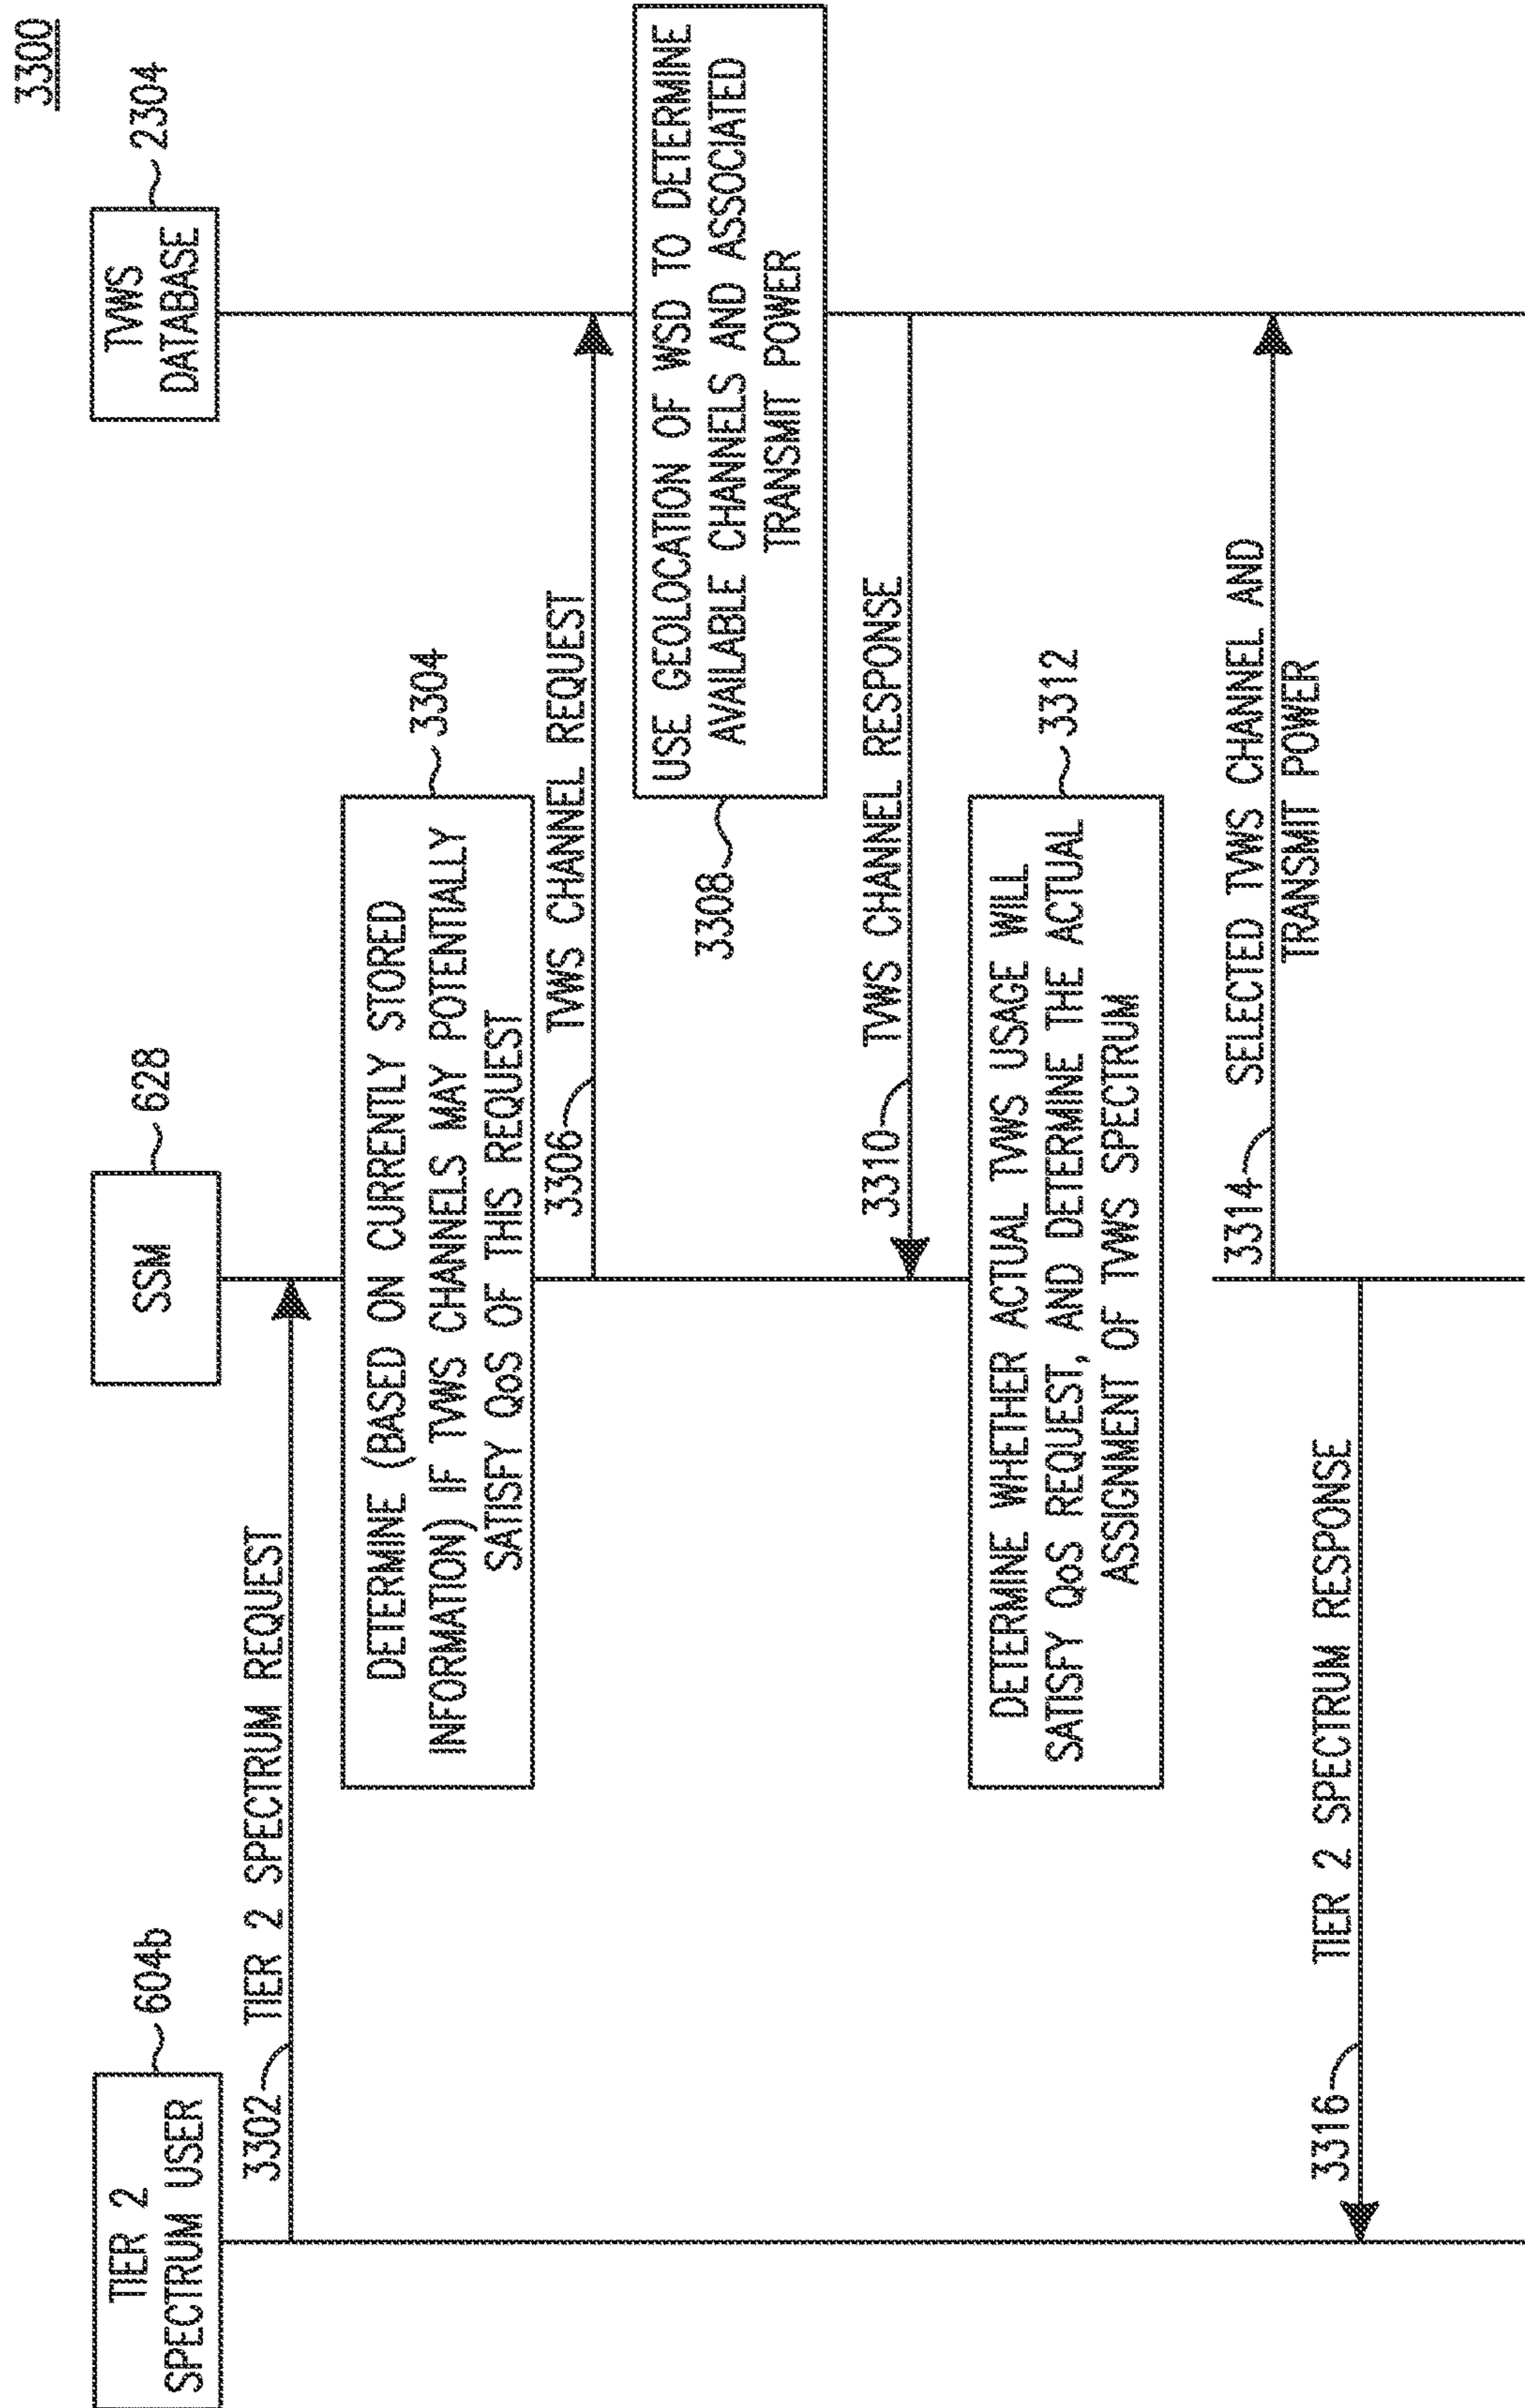 3300
TIER 2
SPECTRUM USER
604b
SSM
628
TVWS
DATABASE
2304
3302
TIER 2 SPECTRUM REQUEST
DETERMINE (BASED ON CURRENTLY STORED
INFORMATION) IF TVWS CHANNELS MAY POTENTIALLY
SATISFY QoS OF THIS REQUEST
3304
3306
TVWS CHANNEL REQUEST
3308
USE GEOLOCATION OF WSD TO DETERMINE
AVAILABLE CHANNELS AND ASSOCIATED
TRANSMIT POWER
3310
TVWS CHANNEL RESPONSE
DETERMINE WHETHER ACTUAL TVWS USAGE WILL
SATISFY QoS REQUEST, AND DETERMINE THE ACTUAL
ASSIGNMENT OF TVWS SPECTRUM
3312
3314
SELECTED TVWS CHANNEL AND
TRANSMIT POWER
3316
TIER 2 SPECTRUM RESPONSE